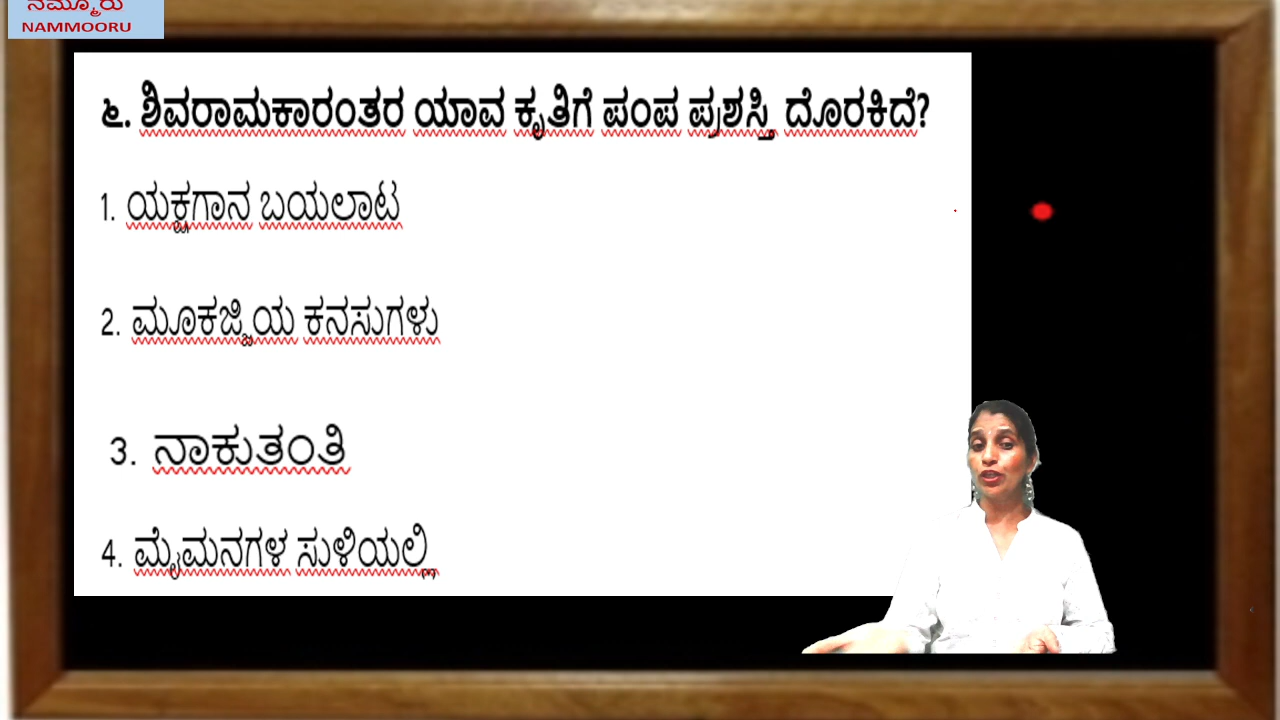 ನಮ್ಮೂರು
NAMMOORU
೬. ಶಿವರಾಮಕಾರಂತರ ಯಾವ ಕೃತಿಗೆ ಪಂಪ ಪ್ರಶಸ್ತಿ ದೊರಕಿದೆ?
1. ಯಕ್ಷಗಾನ ಬಯಲಾಟ
2. ಮೂಕಜ್ಜಿಯ ಕನಸುಗಳು
3. ನಾಕುತಂತಿ
4. ಮೈಮನಗಳ ಸುಳಿಯಲ್ಲಿ